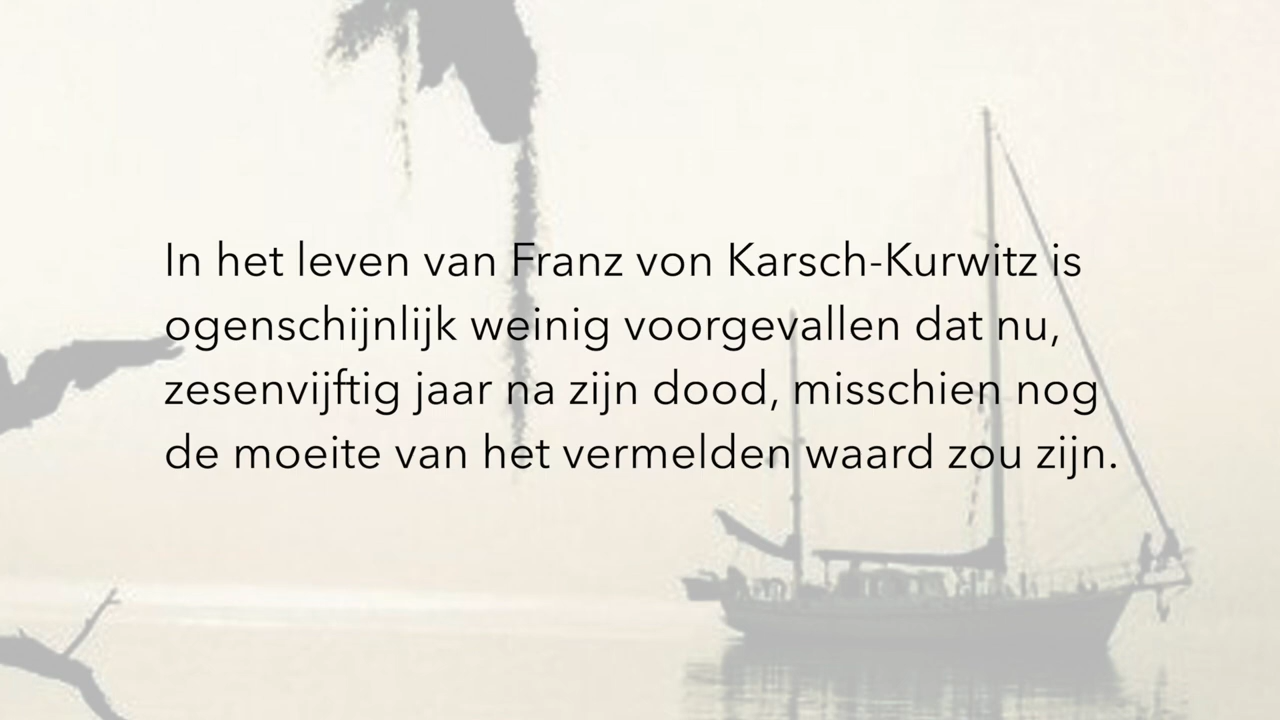 In het leven van Franz von Karsch-Kurwitz is
ogenschijnlijk weinig voorgevallen dat nu,
zesenvijftig jaar na zijn dood, misschien nog
de moeite van het vermelden waard zou zijn.